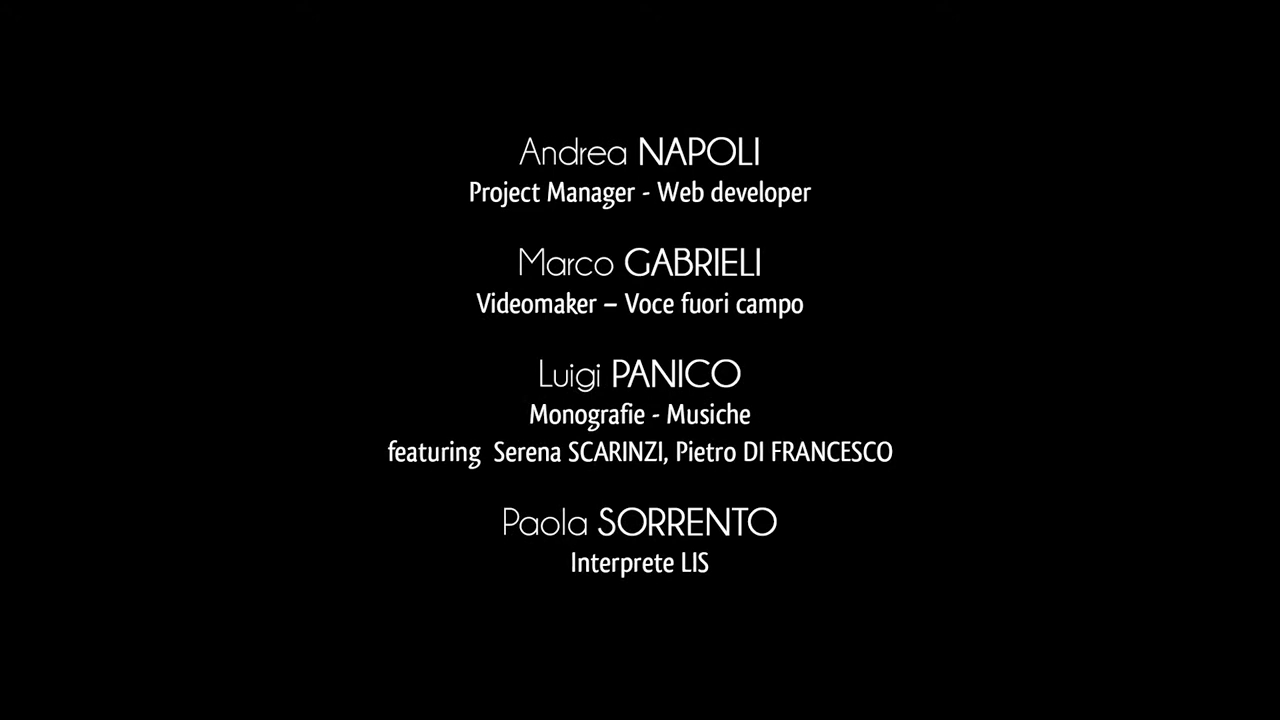 Andrea NAPOLI
Project Manager - Web developer
Marco GABRIELI
Videomaker – Voce fuori campo
Luigi PANICO
Monografie - Musiche
featuring  Serena SCARINZI, Pietro DI FRANCESCO
Paola SORRENTO
Interprete LIS